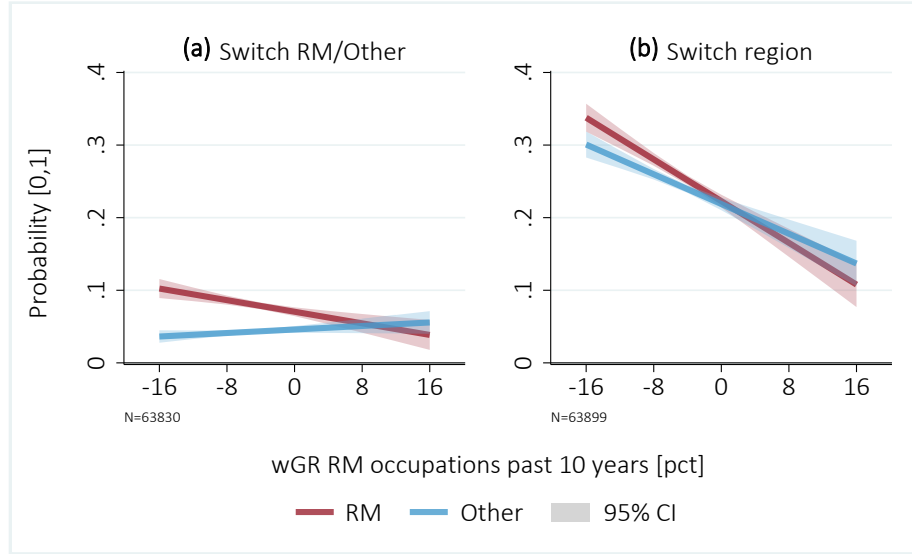 (a) Switch RM/Other
(b) Switch region
Probability [0,1]
.4
.3
.2
.1
0
-16 -8 0 8 16
N=63830
.4
.3
.2
.1
0
-16 -8 0 8 16
N=63899
wGR RM occupations past 10 years [pct]
RM Other 95% CI